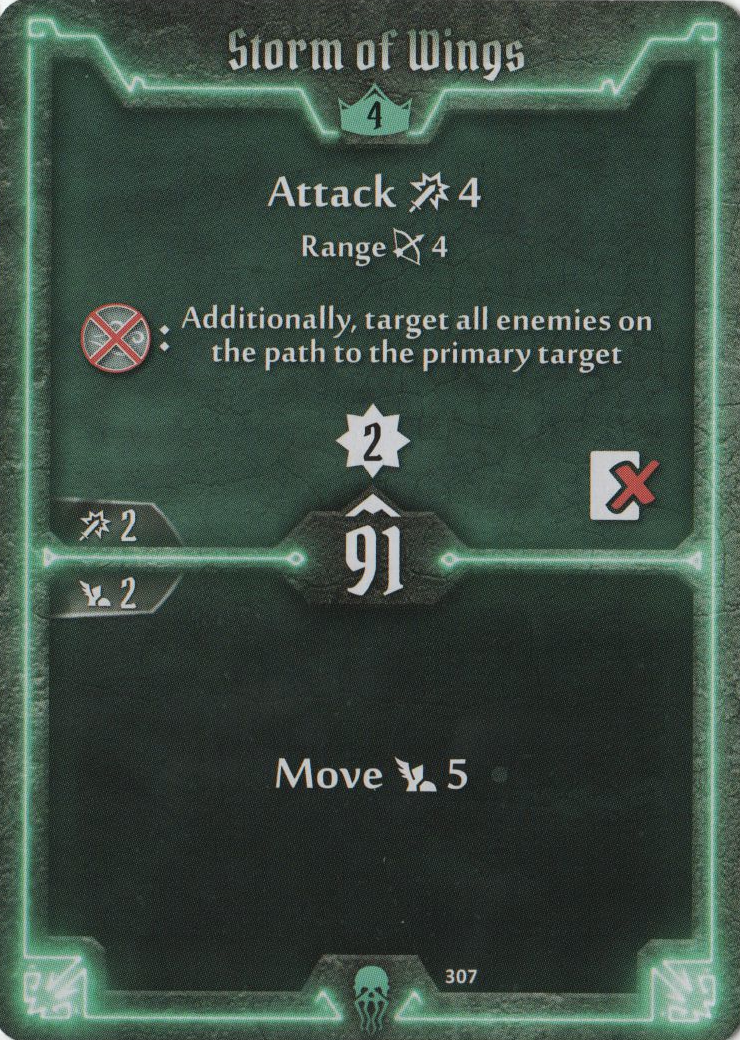 Storm of Wings
4
Attack 4
Range 4
: Additionally, target all enemies on
the path to the primary target
2
2
91
2
Move 5
307